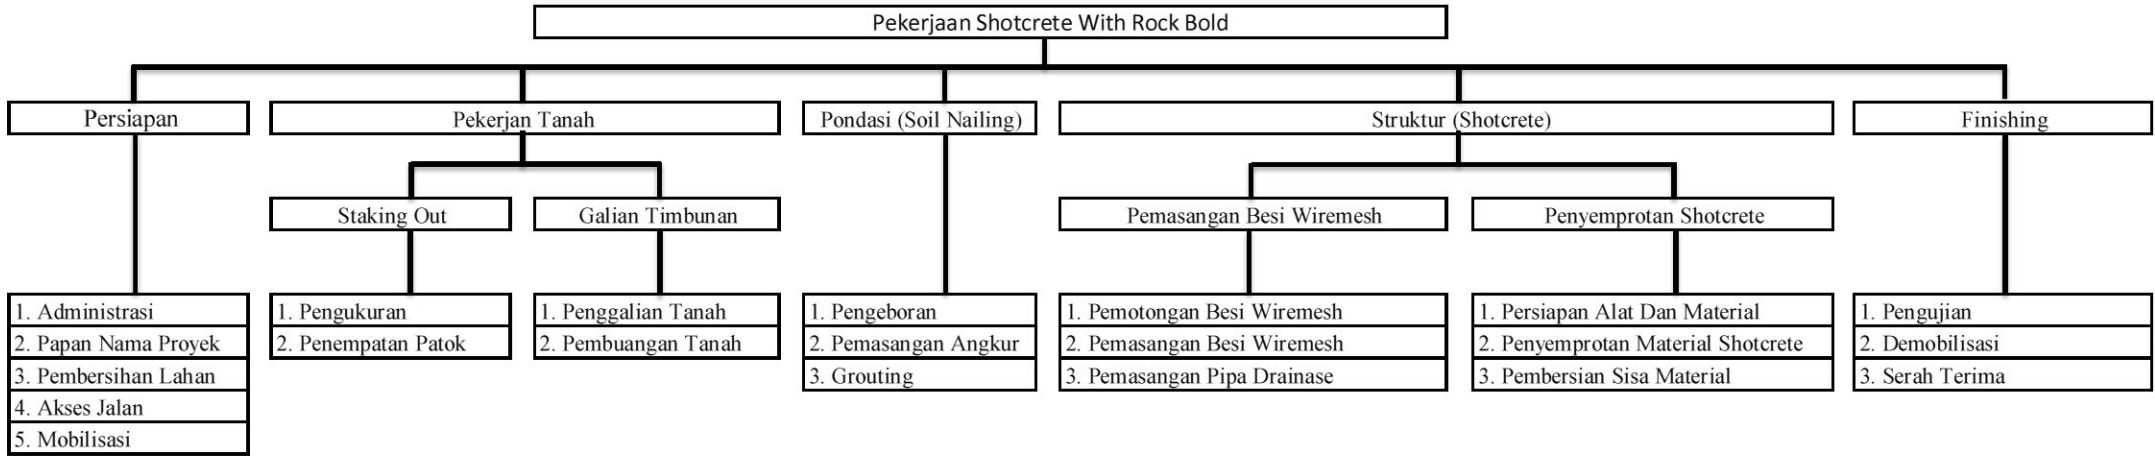 Pekerjaan Shotcrete With Rock Bold
Persiapan
Pekerjan Tanah
Pondasi (Soil Nailing)
Struktur (Shotcrete)
Finishing
Staking Out
Galian Timbunan
Pemasangan Besi Wiremesh
Penyemprotan Shotcrete
1. Administrasi
2. Papan Nama Proyek
3. Pembersihan Lahan
4. Akses Jalan
5. Mobilisasi
1. Pengukuran
2. Penempatan Patok
1. Penggalian Tanah
2. Pembuangan Tanah
1. Pengeboran
2. Pemasangan Angkur
3. Grouting
1. Pemotongan Besi Wiremesh
2. Pemasangan Besi Wiremesh
3. Pemasangan Pipa Drainase
1. Persiapan Alat Dan Material
2. Penyemprotan Material Shotcrete
3. Pembersian Sisa Material
1. Pengujian
2. Demobilisasi
3. Serah Terima